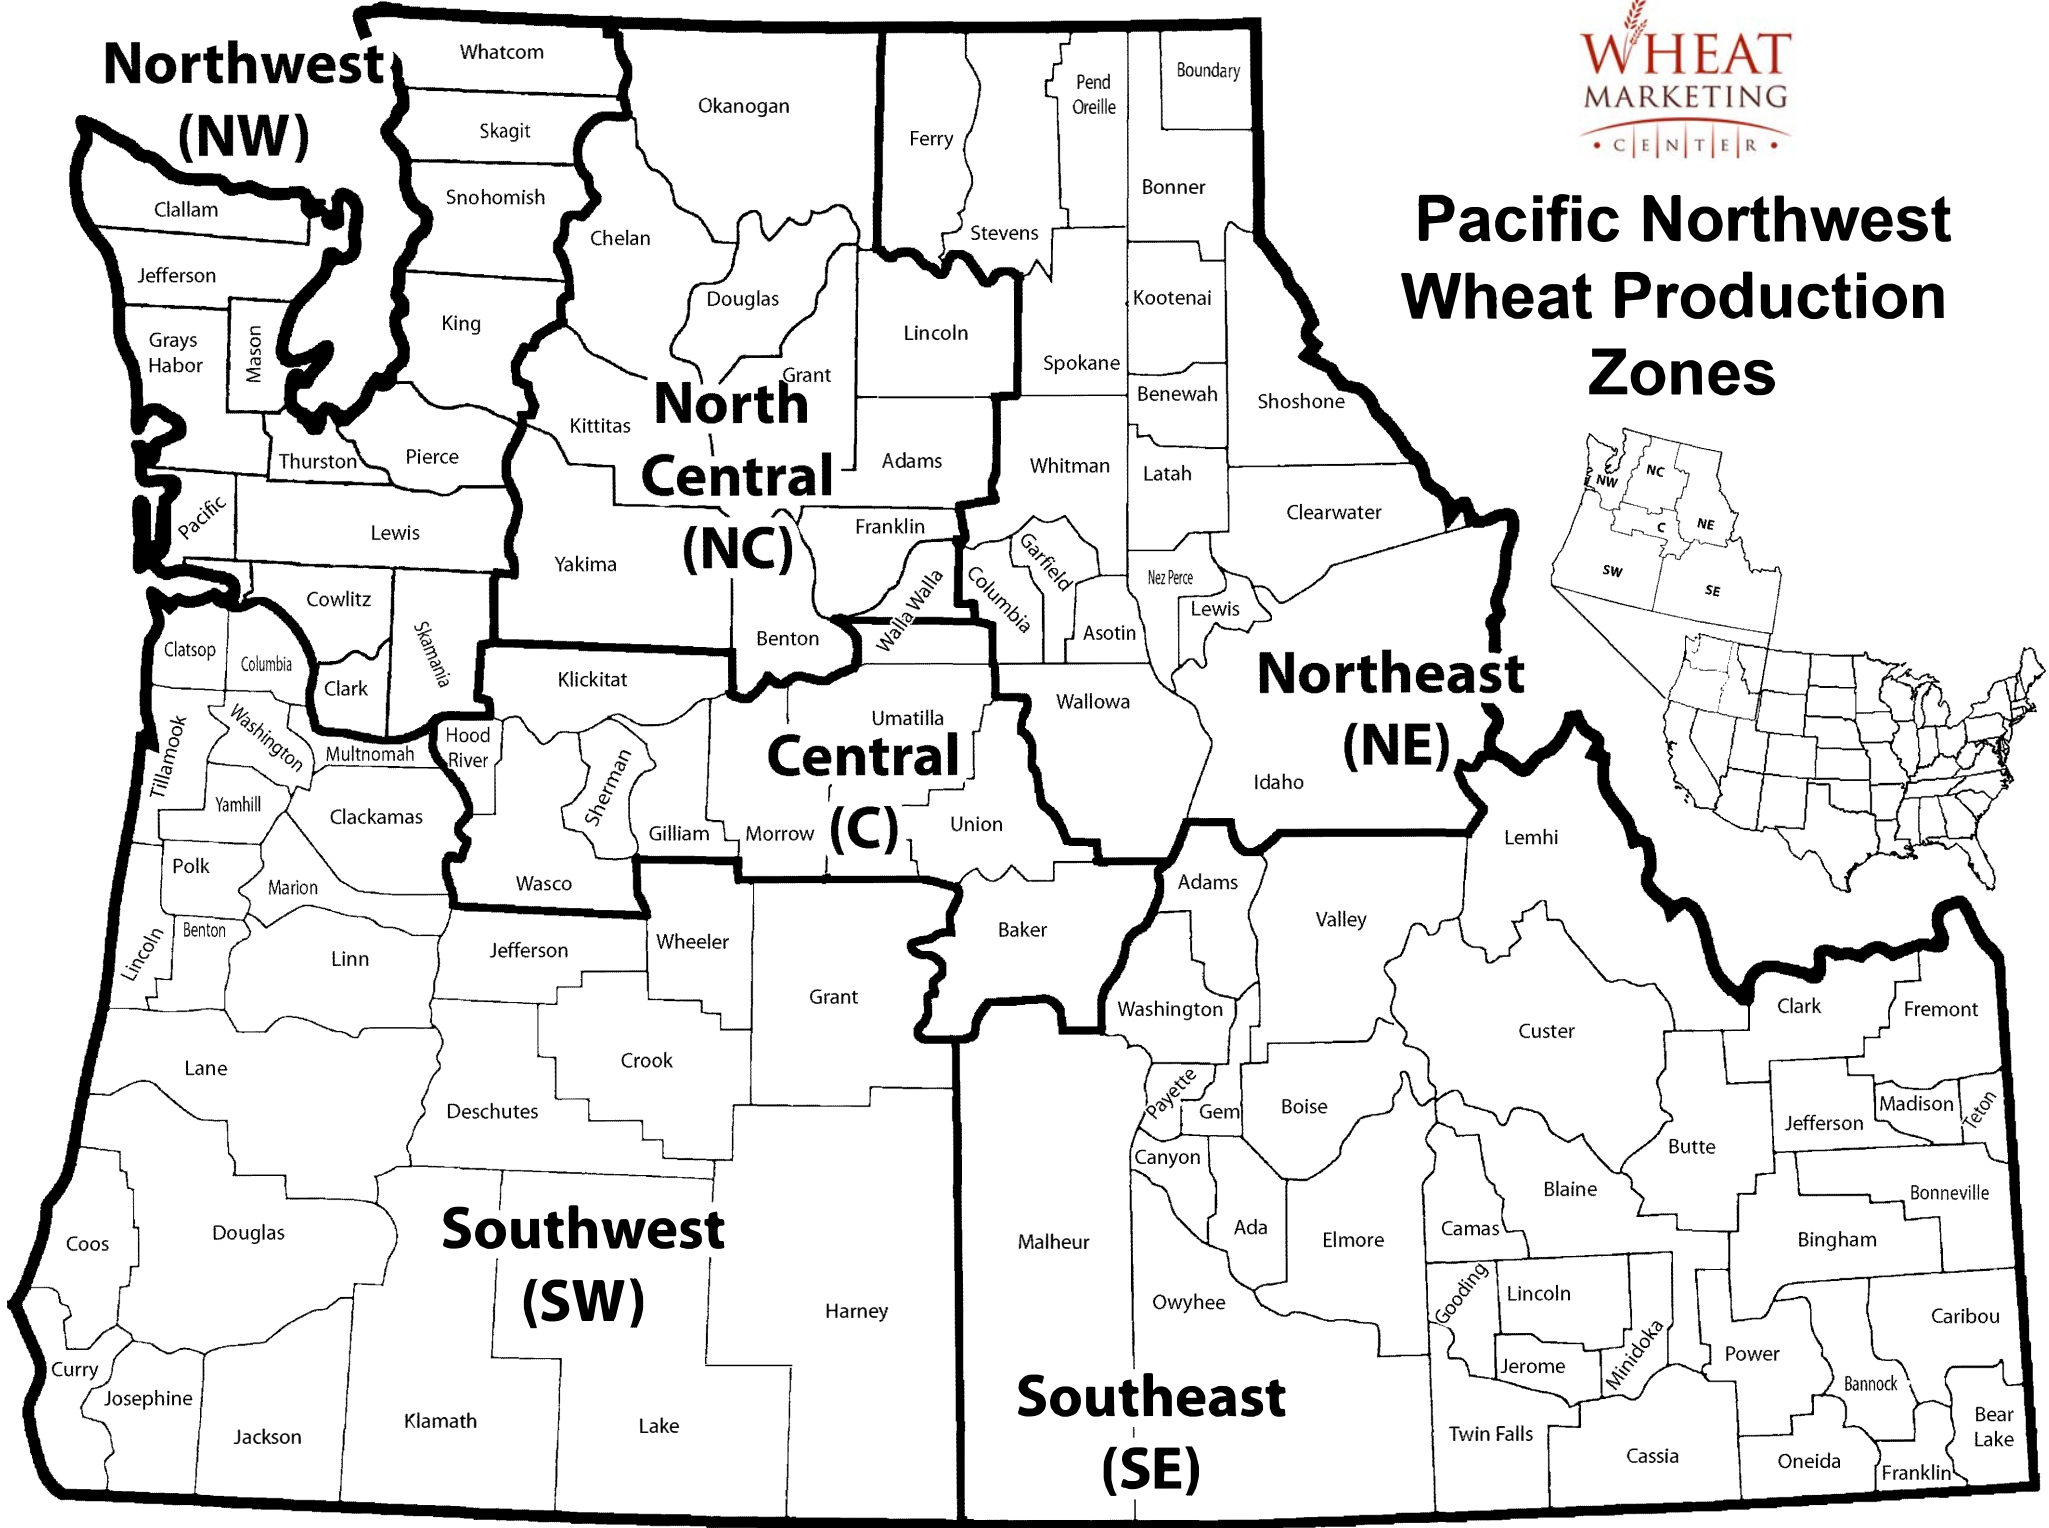 WHEAT
MARKETING
• C|E|N|T|E|R •
Pacific Northwest
Wheat Production
Zones
Northwest
(NW)
Whatcom
Skagit
Snohomish
King
Clallam
Jefferson
Grays
Habor
Mason
Thurston
Pierce
Pacific
Lewis
Cowlitz
Skamania
Clark
Okanogan
Chelan
Douglas
Grant
Lincoln
Kittitas
North
Central
(NC)
Adams
Franklin
Yakima
Benton
Walla Walla
Ferry
Stevens
Pend
Oreille
Boundary
Bonner
Kootenai
Spokane
Benewah
Shoshone
Whitman
Latah
Clearwater
Columbia
Garfield
Asotin
Nez Perce
Lewis
Wallowa
Idaho
Northeast
(NE)
Baker
Klickitat
Hood
River
Sherman
Wasco
Gilliam
Morrow
Umatilla
Union
Central
(C)
Clatsop
Columbia
Tillamook
Washington
Multnomah
Yamhill
Clackamas
Polk
Marion
Lincoln
Benton
Linn
Jefferson
Wheeler
Grant
Crook
Lane
Deschutes
Coos
Douglas
Southwest
(SW)
Harney
Curry
Josephine
Jackson
Klamath
Lake
Lemhi
Adams
Valley
Washington
Custer
Clark
Fremont
Payette
Gem
Boise
Jefferson
Madison
Teton
Butte
Canyon
Blaine
Bonneville
Malheur
Ada
Elmore
Camas
Bingham
Owyhee
Gooding
Lincoln
Minidoka
Jerome
Power
Caribou
Bannock
Southeast
(SE)
Twin Falls
Cassia
Oneida
Franklin
Bear
Lake
NW
NC
C
NE
SW
SE